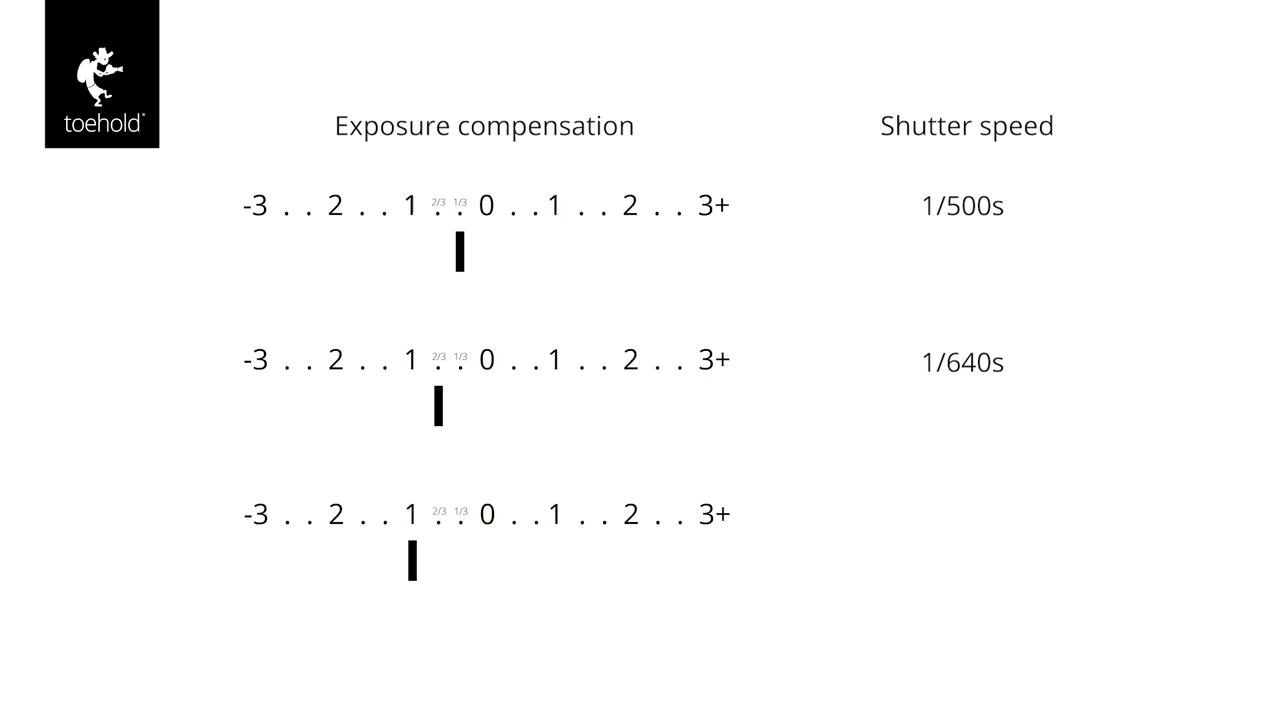 toehold®
Exposure compensation Shutter speed
-3 . . 2 . . 1 2/3 . 1/3 . 0 . . 1 . . 2 . . 3+ 1/500s
-3 . . 2 . . 1 2/3 . 1/3 . 0 . . 1 . . 2 . . 3+ 1/640s
-3 . . 2 . . 1 2/3 . 1/3 . 0 . . 1 . . 2 . . 3+